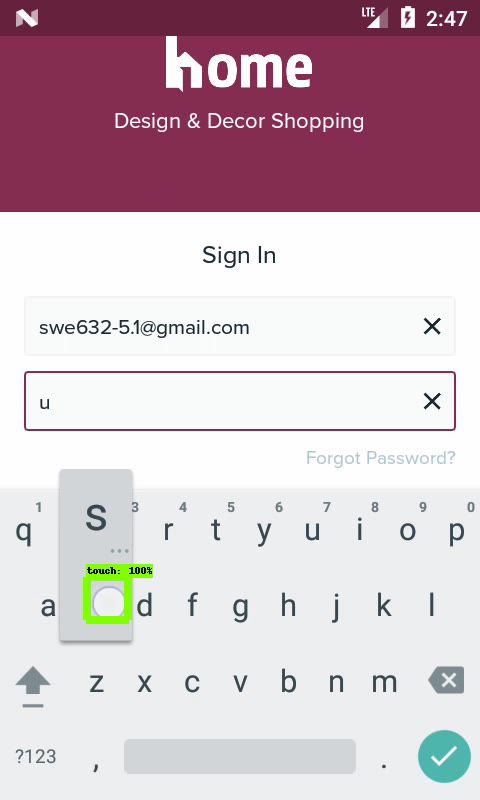 LTE 2:47
home
Design & Decor Shopping
Sign In
swe632-5.1@gmail.com
u
Forgot Password?
1 3 4 5 6 7 8 9 0
q s r t y u i o p
touch: 100%
a d f g h j k l
z x c v b n m
?123 , .